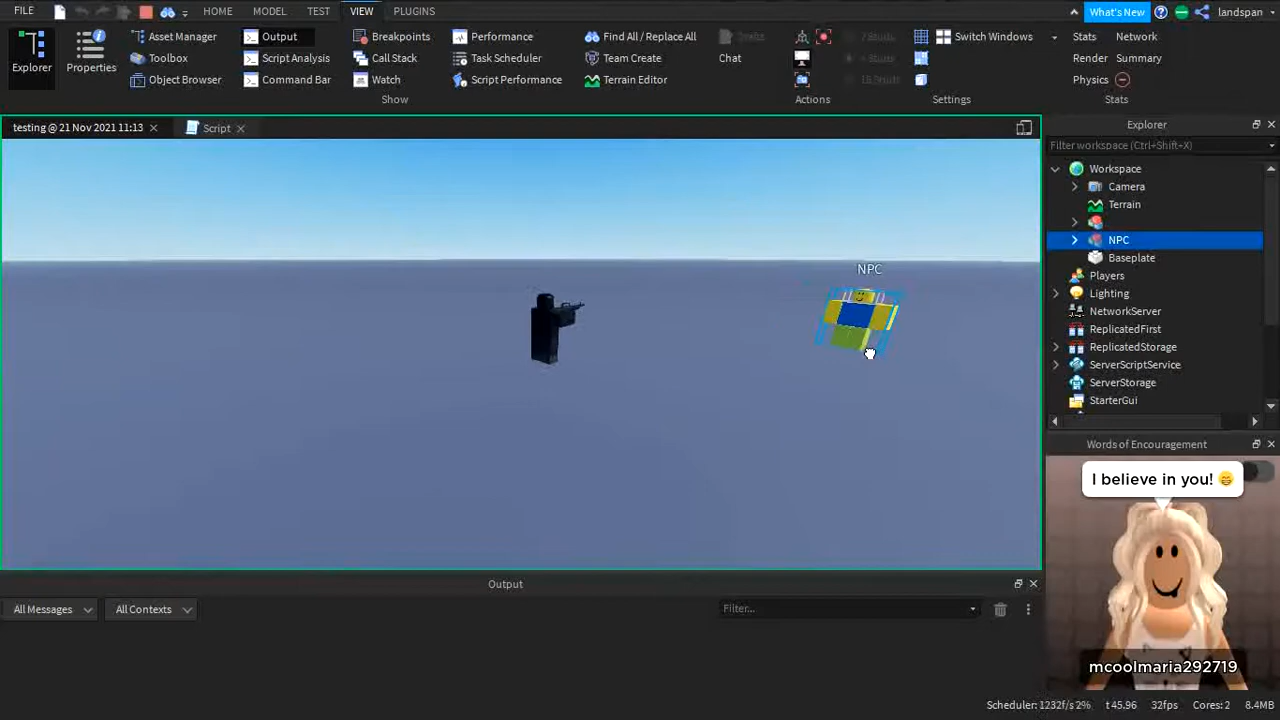 FILE
HOME
MODEL
TEST
VIEW
PLUGINS
What's New
landspan
Explorer
Properties
Asset Manager
Toolbox
Object Browser
Output
Script Analysis
Command Bar
Breakpoints
Call Stack
Watch
Show
Performance
Task Scheduler
Script Performance
Find All / Replace All
Team Create
Terrain Editor
Drafts
Chat
Actions
Switch Windows
Settings
Stats Network
Render Summary
Physics
Stats
testing @ 21 Nov 2021 11:13
Script
NPC
Explorer
Filter workspace (Ctrl+Shift+X)
Workspace
Camera
Terrain
NPC
Baseplate
Players
Lighting
NetworkServer
ReplicatedFirst
ReplicatedStorage
ServerScriptService
ServerStorage
StarterGui
Words of Encouragement
I believe in you! 😁
mcoolmaria292719
Output
All Messages
All Contexts
Filter...
Scheduler: 1232f/s 2% t 45.96 32fps Cores: 2 8.4MB